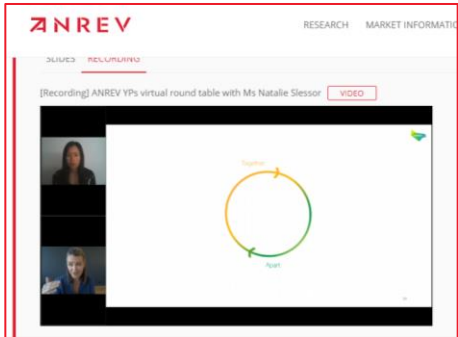 ANREV
RESEARCH MARKET INFORMATIO
SLIDES RECORDING
[Recording] ANREV YPs virtual round table with Ms Natalie Slessor VIDEO
Together
Apart